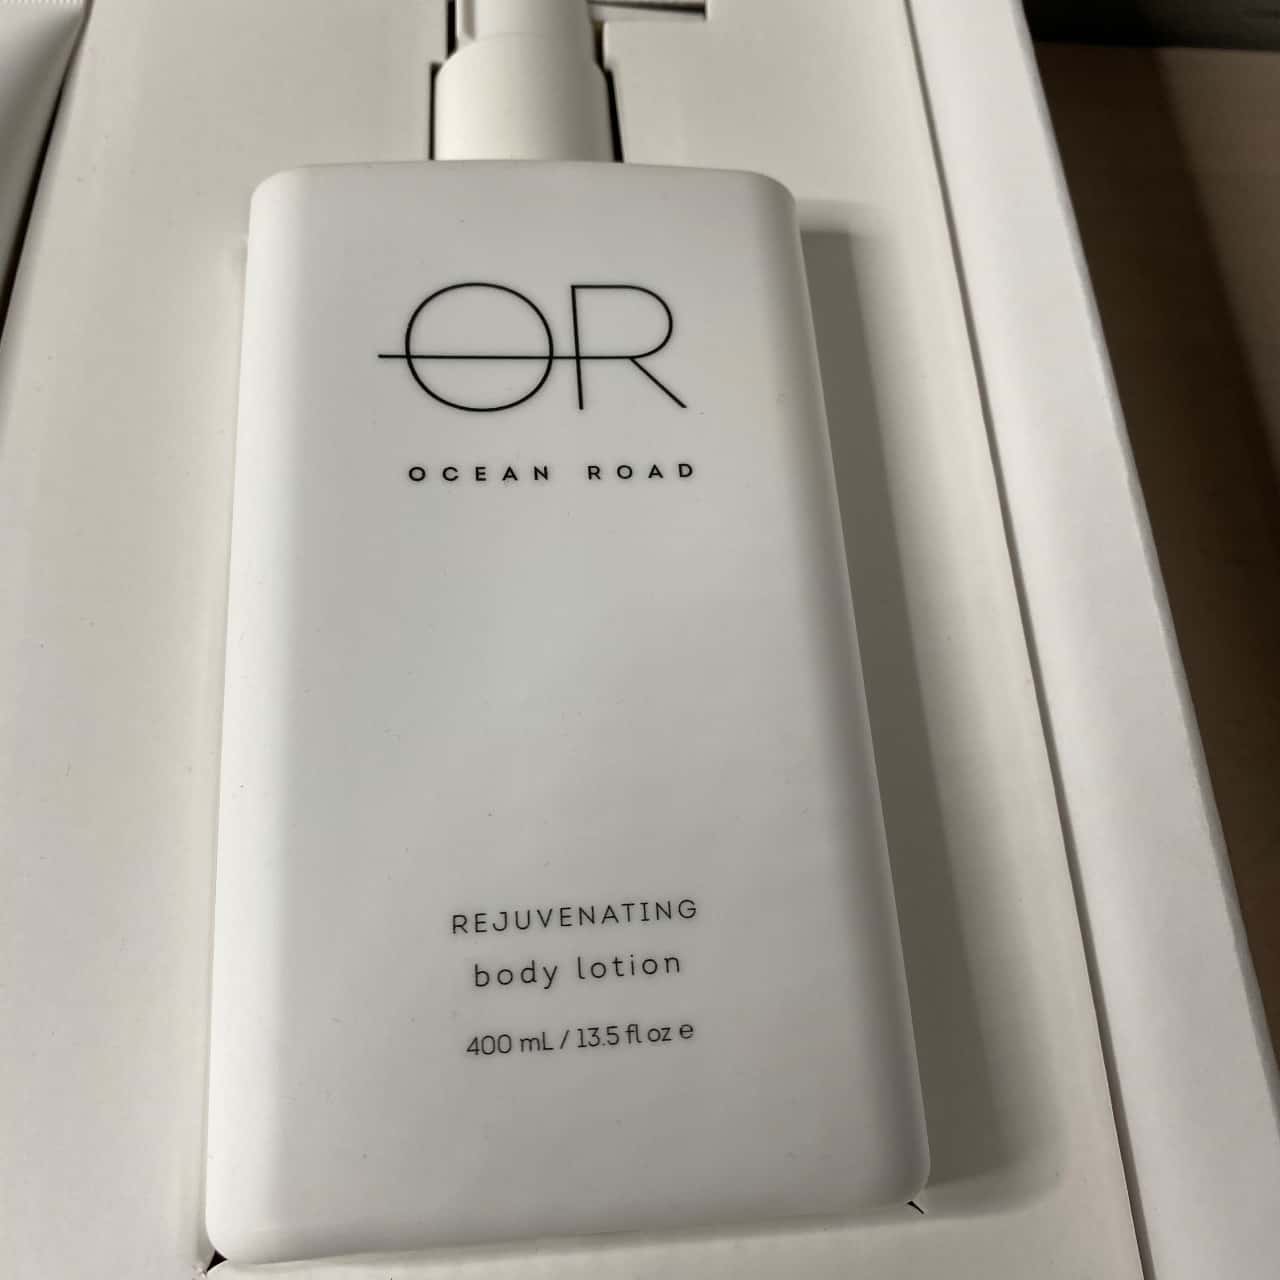 OR
OCEAN ROAD
REJUVENATING
body lotion
400 mL / 13.5 fl oz e